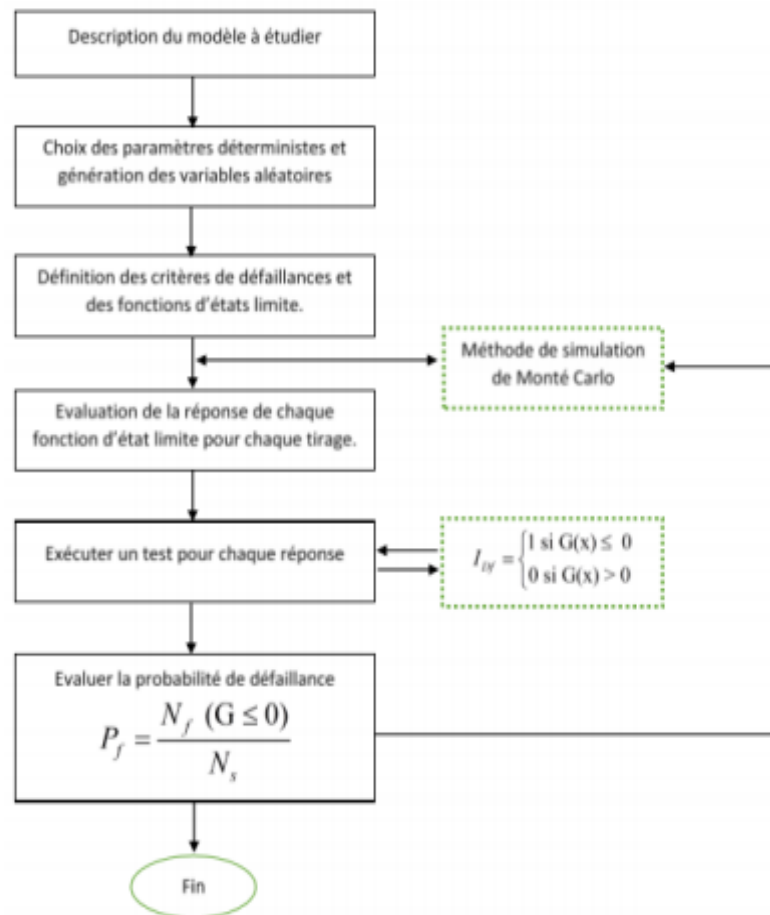 Description du modèle à étudier
Choix des paramètres déterministes et
génération des variables aléatoires
Définition des critères de défaillances et
des fonctions d'états limite.
Méthode de simulation
de Monté Carlo
Evaluation de la réponse de chaque
fonction d'état limite pour chaque tirage.
Exécuter un test pour chaque réponse
I_{Df} = {1 si G(x) ≤ 0
0 si G(x) > 0
Evaluer la probabilité de défaillance
P_f = N_f (G ≤ 0) / N_s
Fin